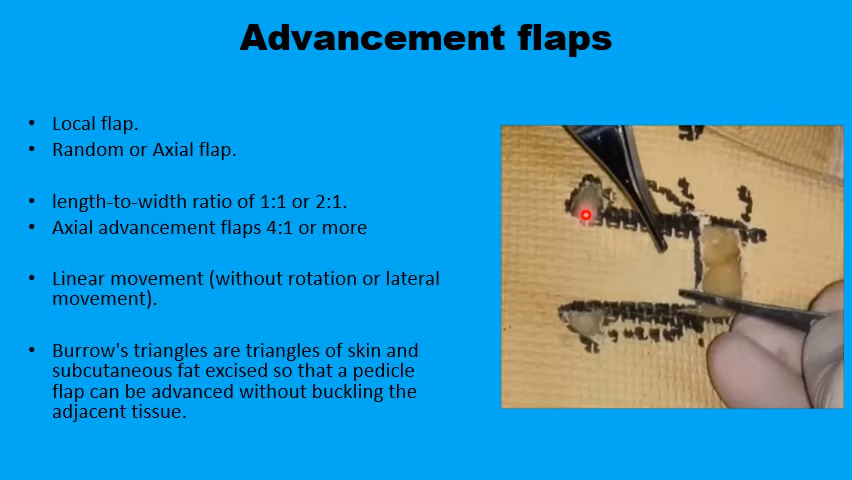 Advancement flaps
• Local flap.
• Random or Axial flap.
• length-to-width ratio of 1:1 or 2:1.
• Axial advancement flaps 4:1 or more
• Linear movement (without rotation or lateral
movement).
• Burrow's triangles are triangles of skin and
subcutaneous fat excised so that a pedicle
flap can be advanced without buckling the
adjacent tissue.